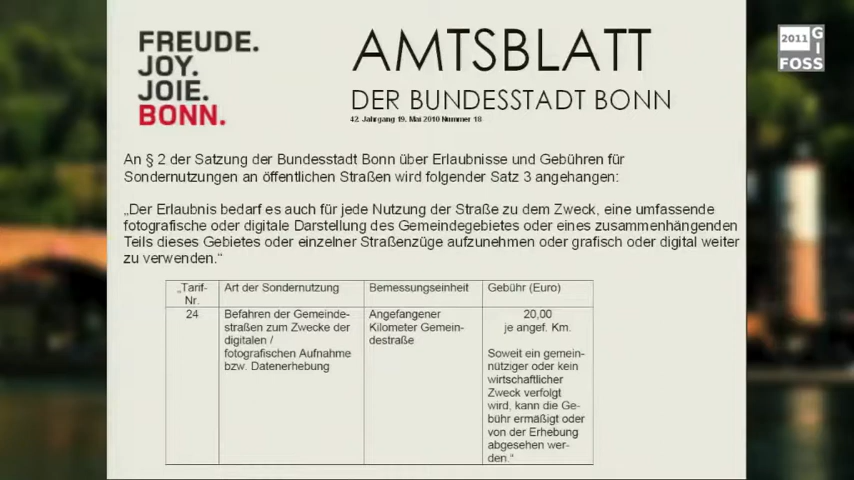 FREUDE.
JOY.
JOIE.
BONN.
AMTSBLATT
DER BUNDESSTADT BONN
42. Jahrgang 19. Mai 2010 Nummer 18
2011
GI
FOSS
An § 2 der Satzung der Bundesstadt Bonn über Erlaubnisse und Gebühren für
Sondernutzungen an öffentlichen Straßen wird folgender Satz 3 angehangen:
„Der Erlaubnis bedarf es auch für jede Nutzung der Straße zu dem Zweck, eine umfassende
fotografische oder digitale Darstellung des Gemeindegebietes oder eines zusammenhängenden
Teils dieses Gebietes oder einzelner Straßenzüge aufzunehmen oder grafisch oder digital weiter
zu verwenden.“
„Tarif-
Nr.
Art der Sondernutzung
Bemessungseinheit
Gebühr (Euro)
24
Befahren der Gemeinde-
straßen zum Zwecke der
digitalen /
fotografischen Aufnahme
bzw. Datenerhebung
Angefangener
Kilometer Gemein-
destraße
20,00
je angef. Km.
Soweit ein gemein-
nütziger oder kein
wirtschaftlicher
Zweck verfolgt
wird, kann die Ge-
bühr ermäßigt oder
von der Erhebung
abgesehen wer-
den.“